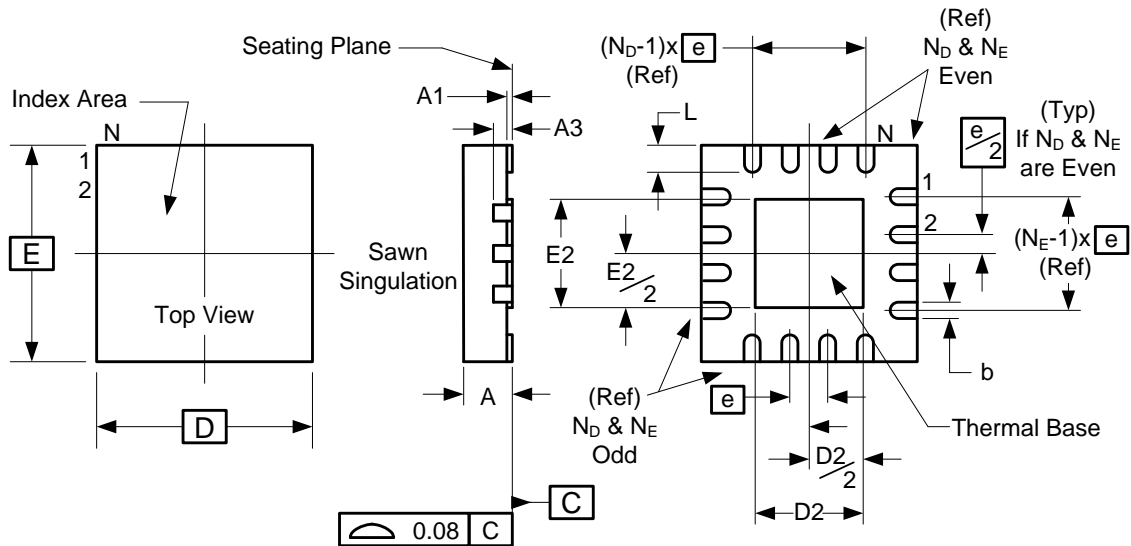 Seating Plane
Index Area
A1
A3
N
1
2
E
Top View
D
Sawn
Singulation
A
0.08 C
C
(N_D-1)x e
(Ref)
(Ref)
N_D & N_E
Even
L
N
e/2
(Typ)
If N_D & N_E
are Even
1
2
(N_E-1)x e
(Ref)
E2
E2/2
b
e
(Ref)
N_D & N_E
Odd
Thermal Base
D2/2
D2